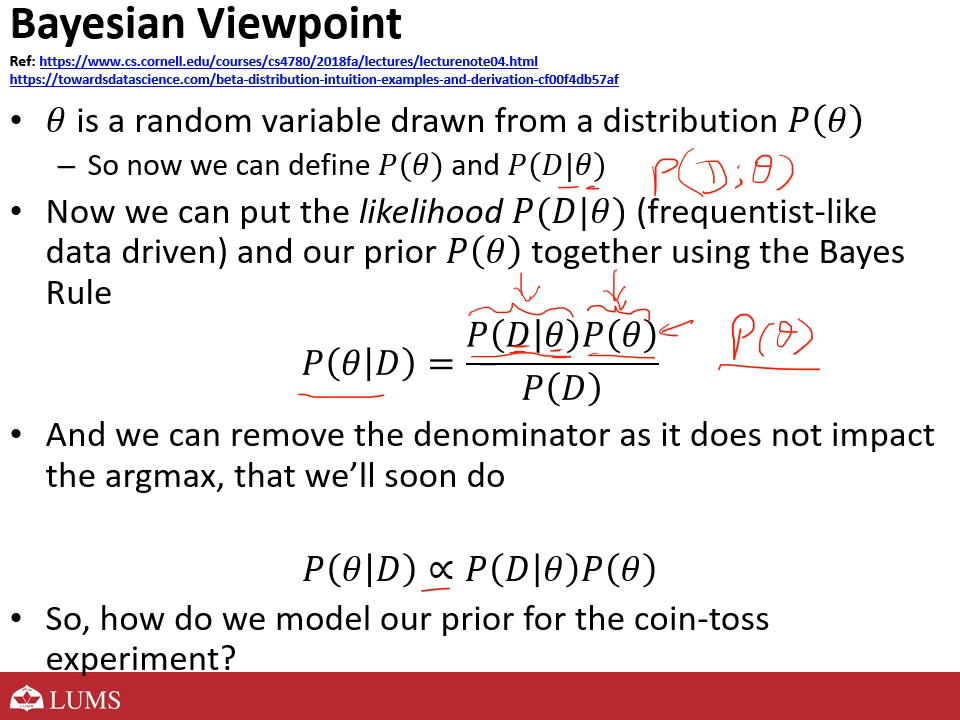 Bayesian Viewpoint
Ref: https://www.cs.cornell.edu/courses/cs4780/2018fa/lectures/lecturenote04.html
https://towardsdatascience.com/beta-distribution-intuition-examples-and-derivation-cf00f4db57af
• θ is a random variable drawn from a distribution P(θ)
– So now we can define P(θ) and P(D|θ) P(D;θ)
• Now we can put the likelihood P(D|θ) (frequentist-like
data driven) and our prior P(θ) together using the Bayes
Rule
P(θ|D) = P(D|θ)P(θ) / P(D) P(θ)
• And we can remove the denominator as it does not impact
the argmax, that we’ll soon do
P(θ|D) ∝ P(D|θ)P(θ)
• So, how do we model our prior for the coin-toss
experiment?
LUMS